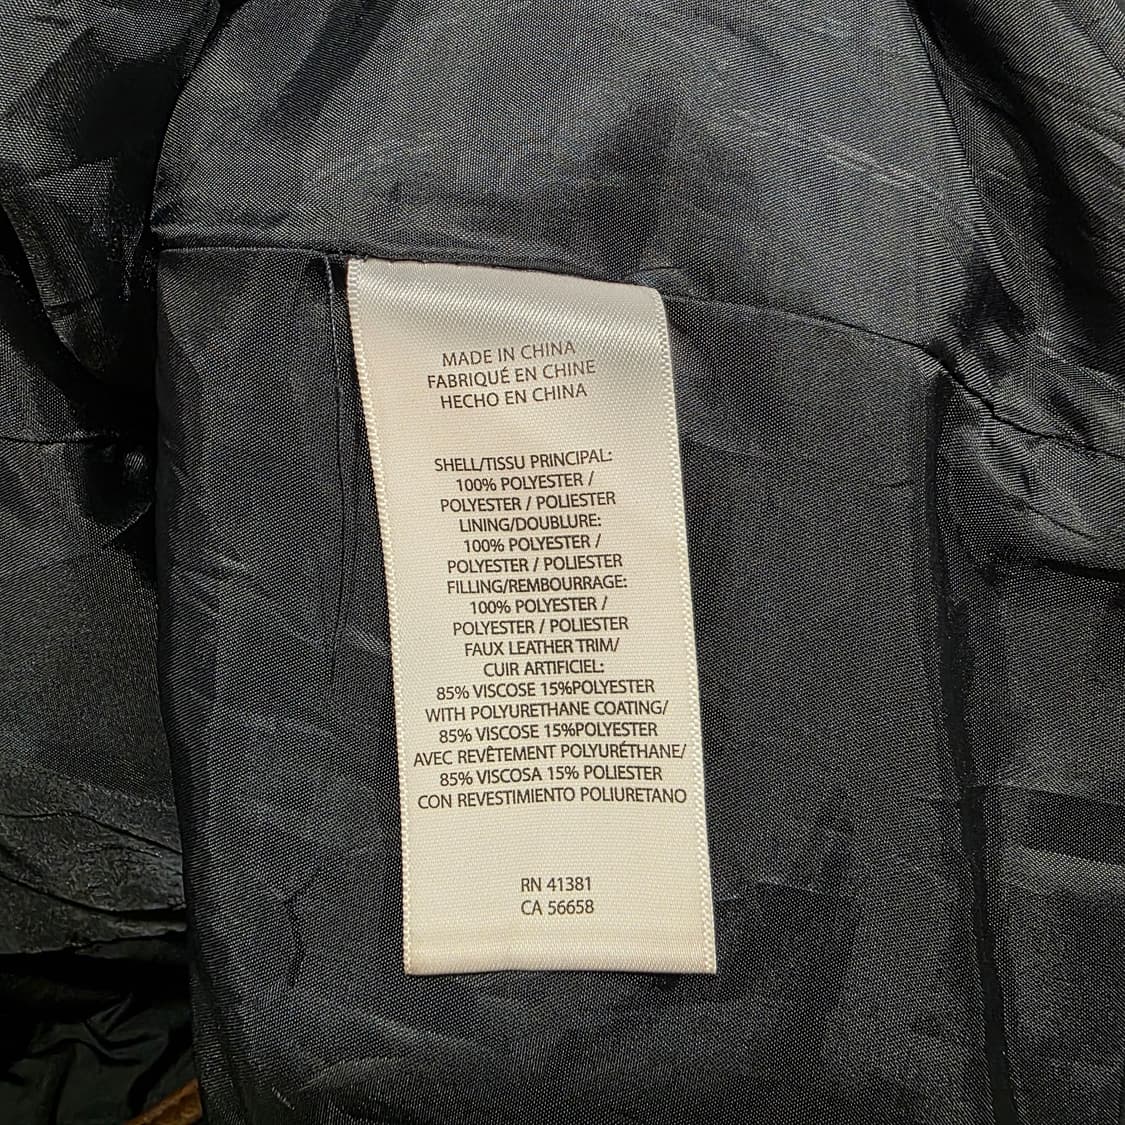 MADE IN CHINA
FABRIQUÉ EN CHINE
HECHO EN CHINA
SHELL/TISSU PRINCIPAL:
100% POLYESTER /
POLYESTER / POLIESTER
LINING/DOUBLURE:
100% POLYESTER /
POLYESTER / POLIESTER
FILLING/REMBOURRAGE:
100% POLYESTER /
POLYESTER / POLIESTER
FAUX LEATHER TRIM/
CUIR ARTIFICIEL:
85% VISCOSE 15%POLYESTER
WITH POLYURETHANE COATING/
85% VISCOSE 15%POLYESTER
AVEC REVÊTEMENT POLYURÉTHANE/
85% VISCOSA 15% POLIESTER
CON REVESTIMIENTO POLIURETANO
RN 41381
CA 56658